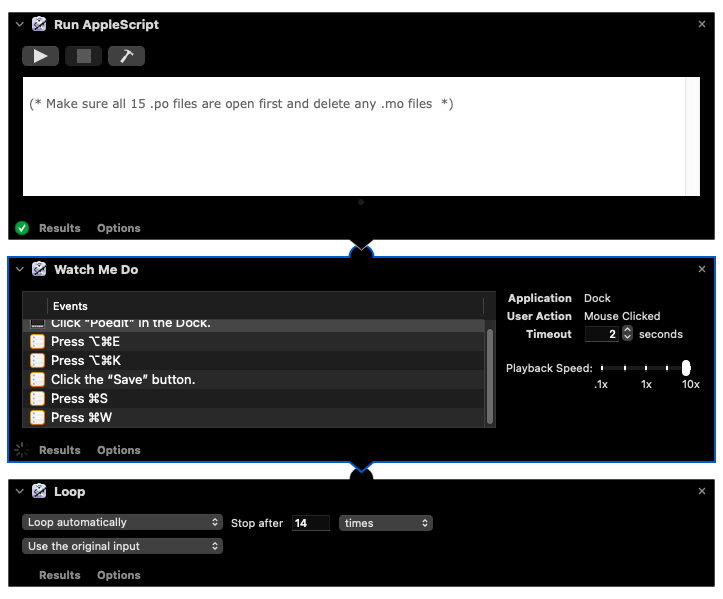 Run AppleScript
(* Make sure all 15 .po files are open first and delete any .mo files  *)
Results Options
Watch Me Do
Events
Click “Poedit” in the Dock.
Press ⌥⌘E
Press ⌥⌘K
Click the “Save” button.
Press ⌘S
Press ⌘W
Application Dock
User Action Mouse Clicked
Timeout 2 seconds
Playback Speed:
.1x 1x 10x
Results Options
Loop
Loop automatically Stop after 14 times
Use the original input
Results Options